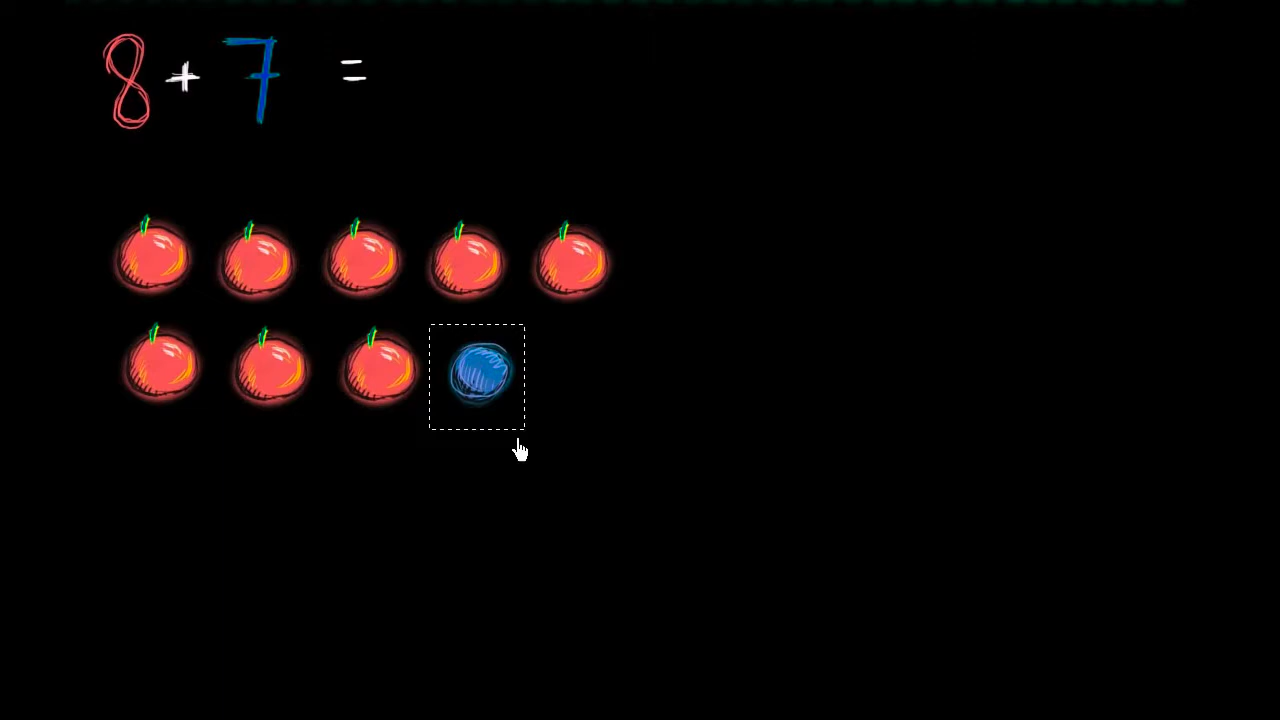 8 + 7 =